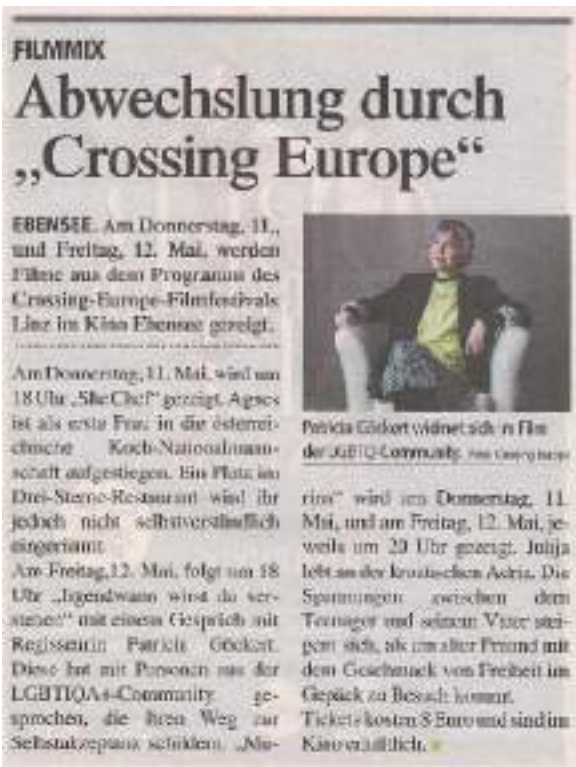 FILMMIX
Abwechslung durch
„Crossing Europe“
EBENSEE. Am Donnerstag, 11.,
und Freitag, 12. Mai, werden
Filme aus dem Programm des
Crossing-Europe-Filmfestivals
Linz im Kino Ebensee gezeigt.
Am Donnerstag, 11. Mai, wird um
18 Uhr „She Chef“ gezeigt. Agnes
ist als erste Frau in die österrei-
chische Koch-Nationalmann-
schaft aufgestiegen. Ein Platz im
Drei-Sterne-Restaurant wird ihr
jedoch nicht selbstverständlich
eingeräumt.
Am Freitag, 12. Mai, folgt um 18
Uhr „Irgendwann wirst du ver-
stehen“ mit einem Gespräch mit
Regisseurin Patricia Göckert.
Diese hat mit Personen aus der
LGBTIQA+-Community ge-
sprochen, die ihren Weg zur
Selbstakzeptanz schildern. „Mu-
Patricia Göckert widmet sich im Film
der LGBTIQ-Community. Foto: Crossing Europe
rina“ wird am Donnerstag, 11.
Mai, und am Freitag, 12. Mai, je-
weils um 20 Uhr gezeigt. Julija
lebt an der kroatischen Adria. Die
Spannungen zwischen dem
Teenager und seinem Vater stei-
gern sich, als ein alter Freund mit
dem Geschmack von Freiheit im
Gepäck zu Besuch kommt.
Tickets kosten 8 Euro und sind im
Kino erhältlich.